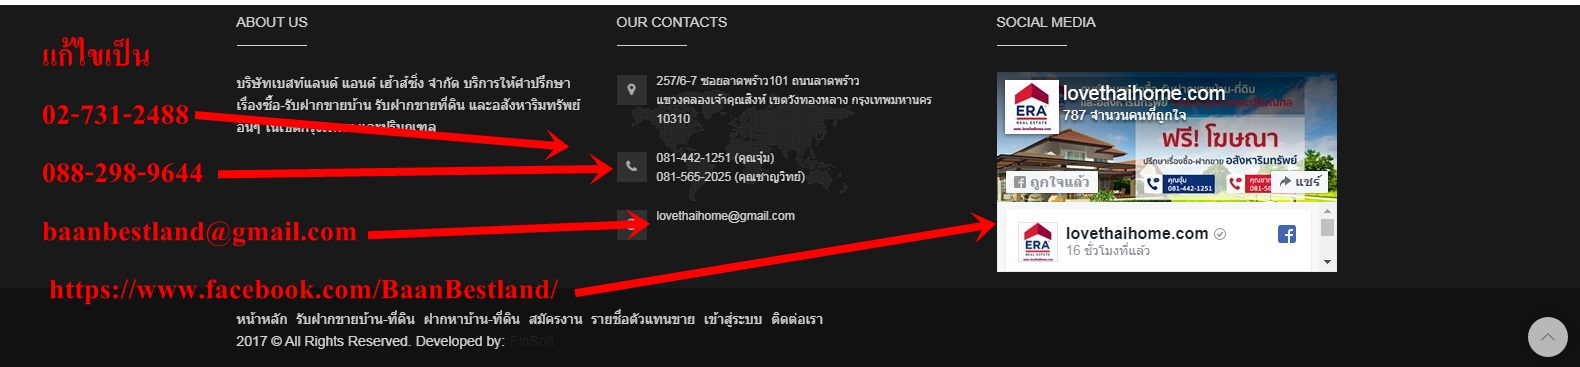 ABOUT US
OUR CONTACTS
SOCIAL MEDIA
แก้ไขเป็น
02-731-2488
088-298-9644
baanbestland@gmail.com
https://www.facebook.com/BaanBestland/
บริษัทเบสท์แลนด์ แอนด์ เฮ้าส์ซิ่ง จำกัด บริการให้คำปรึกษา
เรื่องซื้อ-รับฝากขายบ้าน รับฝากขายที่ดิน และอสังหาริมทรัพย์
อื่นๆ
257/6-7 ซอยลาดพร้าว101 ถนนลาดพร้าว
แขวงคลองเจ้าคุณสิงห์ เขตวังทองหลาง กรุงเทพมหานคร
10310
081-442-1251 (คุณจุ่ม)
081-565-2025 (คุณชาญวิทย์)
lovethaihome@gmail.com
ERA
REAL ESTATE
lovethaihome.com
787 จำนวนคนที่ถูกใจ
ฟรี! โฆษณา
ปรึกษาเรื่องซื้อ-ฝากขาย อสังหาริมทรัพย์
คุณจุ่ม
081-442-1251
ถูกใจแล้ว
แชร์
ERA
lovethaihome.com
16 ชั่วโมงที่แล้ว
หน้าหลัก รับฝากขายบ้าน-ที่ดิน ฝากหาบ้าน-ที่ดิน สมัครงาน รายชื่อตัวแทนขาย เข้าสู่ระบบ ติดต่อเรา
2017 © All Rights Reserved. Developed by: FinSoft